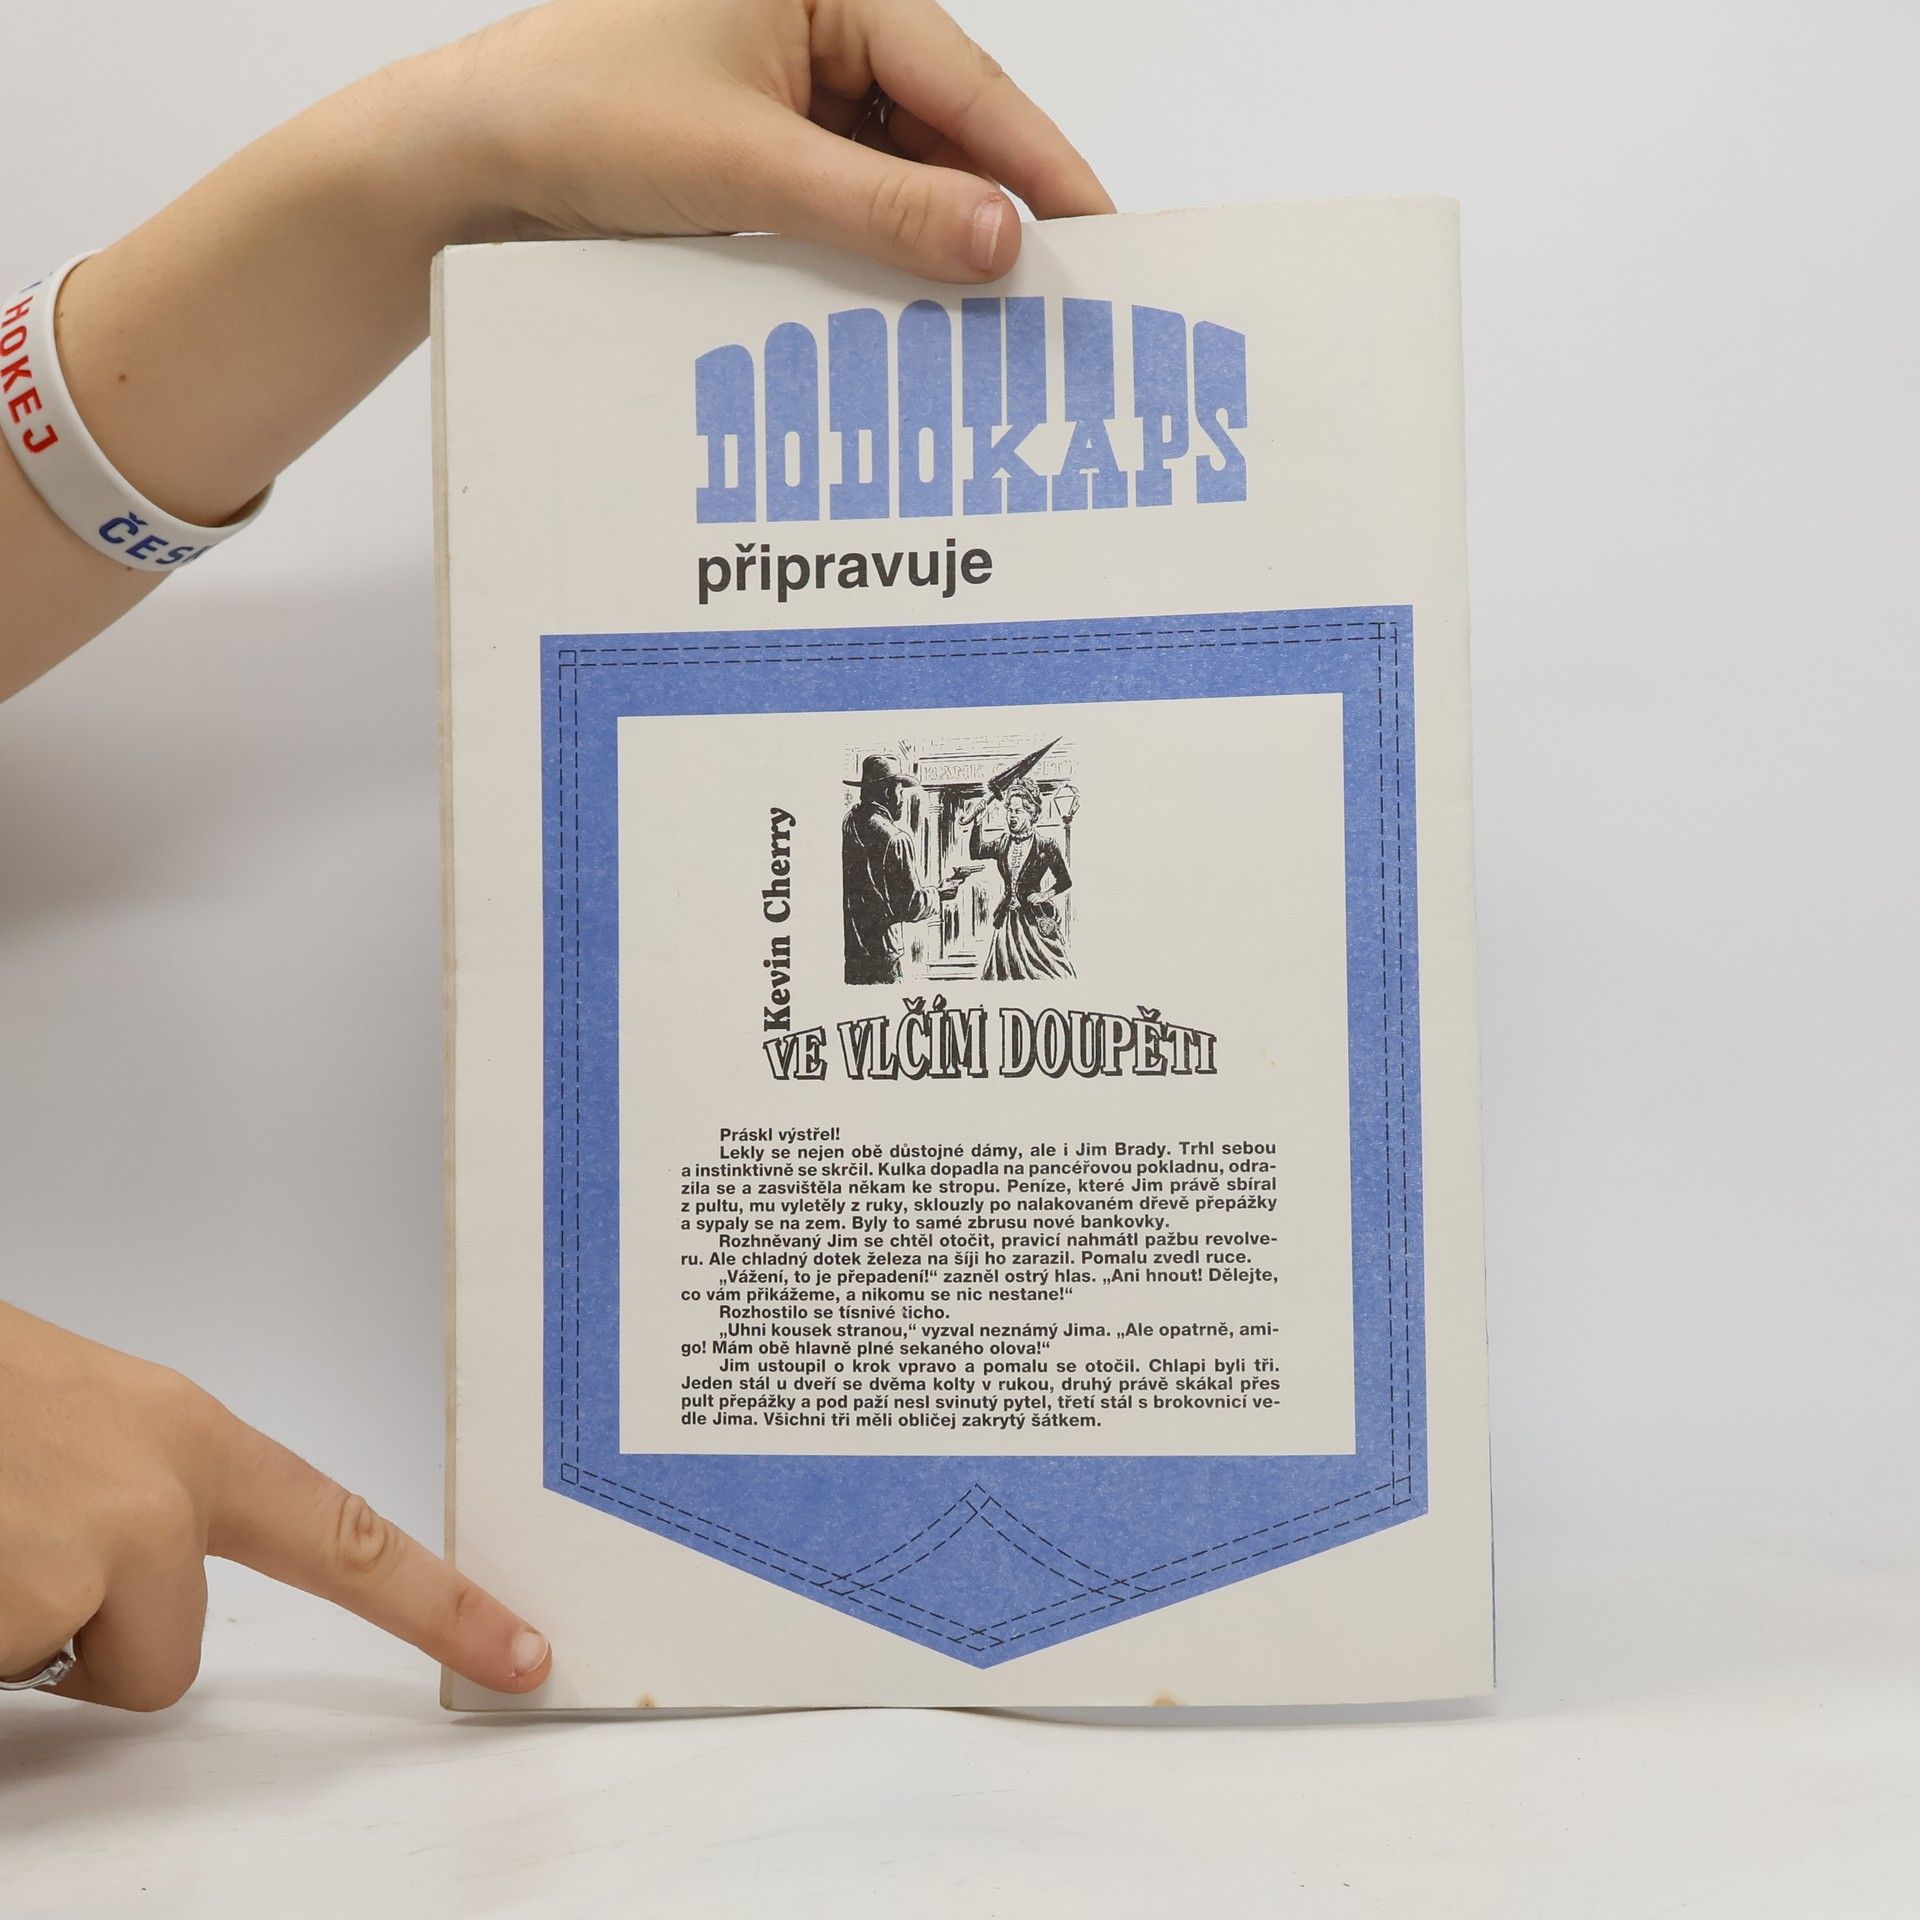 HOKEJ
ČESK
DODOKAPS
připravuje
BANK
Kevin Cherry
VE VLČÍM DOUPĚTI
Práskl výstřel!
Lekly se nejen obě důstojné dámy, ale i Jim Brady. Trhl sebou
a instinktivně se skrčil. Kulka dopadla na pancéřovou pokladnu, odra-
zila se a zasvištěla někam ke stropu. Peníze, které Jim právě sbíral
z pultu, mu vyletěly z ruky, sklouzly po nalakovaném dřevě přepážky
a sypaly se na zem. Byly to samé zbrusu nové bankovky.
Rozhněvaný Jim se chtěl otočit, pravicí nahmátl pažbu revolve-
ru. Ale chladný dotek železa na šíji ho zarazil. Pomalu zvedl ruce.
„Vážení, to je přepadení!“ zazněl ostrý hlas. „Ani hnout! Dělejte,
co vám přikážeme, a nikomu se nic nestane!“
Rozhostilo se tísnivé ticho.
„Uhni kousek stranou,“ vyzval neznámý Jima. „Ale opatrně, ami-
go! Mám obě hlavně plné sekaného olova!“
Jim ustoupil o krok vpravo a pomalu se otočil. Chlapi byli tři.
Jeden stál u dveří se dvěma kolty v rukou, druhý právě skákal přes
pult přepážky a pod paží nesl svinutý pytel, třetí stál s brokovnicí ve-
dle Jima. Všichni tři měli obličej zakrytý šátkem.